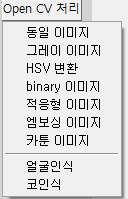 Open CV 처리
동일 이미지
그레이 이미지
HSV 변환
binary 이미지
적응형 이미지
엠보싱 이미지
카툰 이미지
얼굴인식
코인식